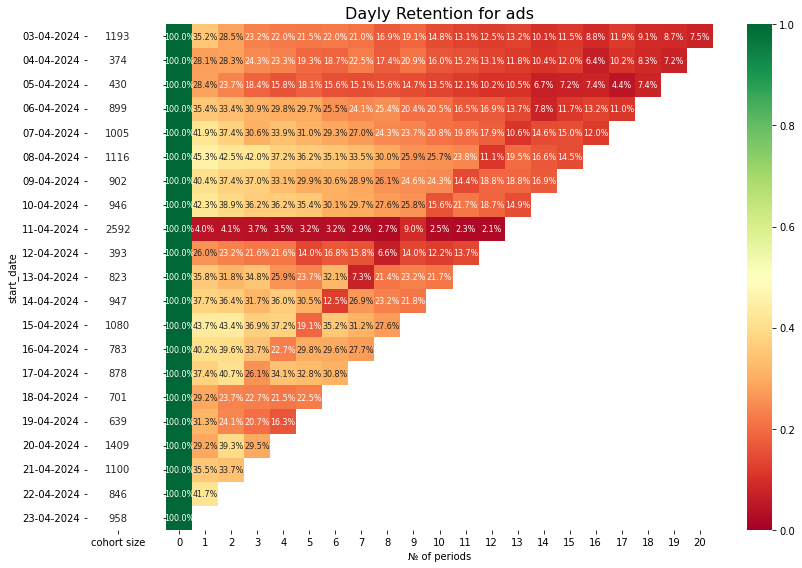 Dayly Retention for ads
03-04-2024 1193 100.0% 35.2% 28.5% 23.2% 22.0% 21.5% 22.0% 21.0% 16.9% 19.1% 14.8% 13.1% 12.5% 13.2% 10.1% 11.5% 8.8% 11.9% 9.1% 8.7% 7.5% 1.0
04-04-2024 374 100.0% 28.1% 28.3% 24.3% 23.3% 19.3% 18.7% 22.5% 17.4% 20.9% 16.0% 15.2% 13.1% 11.8% 10.4% 12.0% 6.4% 10.2% 8.3% 7.2%
05-04-2024 430 100.0% 28.4% 23.7% 18.4% 15.8% 18.1% 15.6% 15.1% 15.6% 14.7% 13.5% 12.1% 10.2% 10.5% 6.7% 7.2% 7.4% 4.4% 7.4%
06-04-2024 899 100.0% 35.4% 33.4% 30.9% 29.8% 29.7% 25.5% 24.1% 25.4% 20.4% 20.5% 16.5% 16.9% 13.7% 7.8% 11.7% 13.2% 11.0%
07-04-2024 1005 100.0% 41.9% 37.4% 30.6% 33.9% 31.0% 29.3% 27.0% 24.3% 23.7% 20.8% 19.8% 17.9% 10.6% 14.6% 15.0% 12.0% 0.8
08-04-2024 1116 100.0% 45.3% 42.5% 42.0% 37.2% 36.2% 35.1% 33.5% 30.0% 25.9% 25.7% 23.8% 11.1% 19.5% 16.6% 14.5%
09-04-2024 902 100.0% 40.4% 37.4% 37.0% 33.1% 29.9% 30.6% 28.9% 26.1% 24.6% 24.3% 14.4% 18.8% 18.8% 16.9%
10-04-2024 946 100.0% 42.3% 38.9% 36.2% 36.2% 35.4% 30.1% 29.7% 27.6% 25.8% 15.6% 21.7% 18.7% 14.9%
11-04-2024 2592 100.0% 4.0% 4.1% 3.7% 3.5% 3.2% 3.2% 2.9% 2.7% 9.0% 2.5% 2.3% 2.1% 0.6
12-04-2024 393 100.0% 26.0% 23.2% 21.6% 21.6% 14.0% 16.8% 15.8% 6.6% 14.0% 12.2% 13.7%
13-04-2024 823 100.0% 35.8% 31.8% 34.8% 25.9% 23.7% 32.1% 7.3% 21.4% 23.2% 21.7%
start_date
14-04-2024 947 100.0% 37.7% 36.4% 31.7% 36.0% 30.5% 12.5% 26.9% 23.2% 21.8%
15-04-2024 1080 100.0% 43.7% 43.4% 36.9% 37.2% 19.1% 35.2% 31.2% 27.6% 0.4
16-04-2024 783 100.0% 40.2% 39.6% 33.7% 22.7% 29.8% 29.6% 27.7%
17-04-2024 878 100.0% 37.4% 40.7% 26.1% 34.1% 32.8% 30.8%
18-04-2024 701 100.0% 29.2% 23.7% 22.7% 21.5% 22.5%
19-04-2024 639 100.0% 31.3% 24.1% 20.7% 16.3% 0.2
20-04-2024 1409 100.0% 29.2% 39.3% 29.5%
21-04-2024 1100 100.0% 35.5% 33.7%
22-04-2024 846 100.0% 41.7%
23-04-2024 958 100.0%
0.0
cohort size 0 1 2 3 4 5 6 7 8 9 10 11 12 13 14 15 16 17 18 19 20
№ of periods